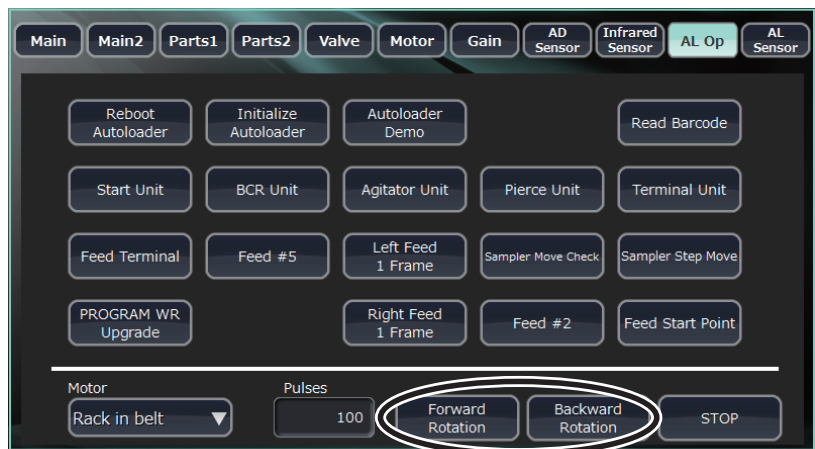 Main Main2 Parts1 Parts2 Valve Motor Gain AD Sensor Infrared Sensor AL Op AL Sensor
Reboot Autoloader
Initialize Autoloader
Autoloader Demo
Read Barcode
Start Unit
BCR Unit
Agitator Unit
Pierce Unit
Terminal Unit
Feed Terminal
Feed #5
Left Feed 1 Frame
Sampler Move Check
Sampler Step Move
PROGRAM WR Upgrade
Right Feed 1 Frame
Feed #2
Feed Start Point
Motor
Pulses
Rack in belt
100
Forward Rotation
Backward Rotation
STOP